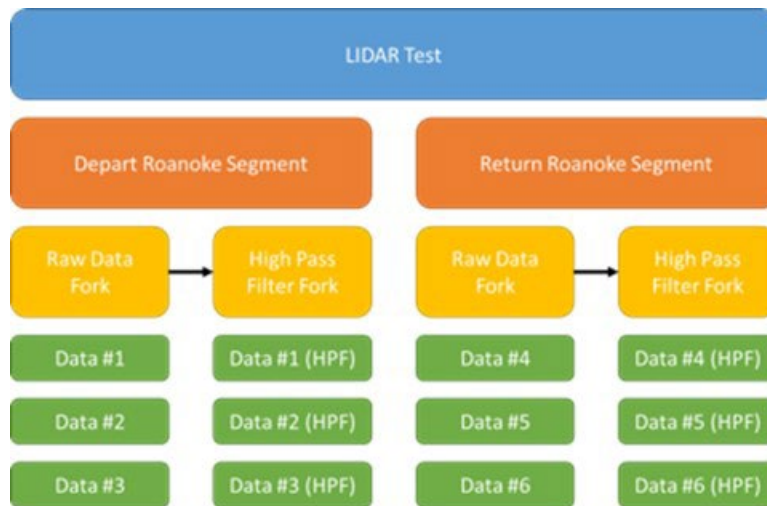 LIDAR Test
Depart Roanoke Segment
Return Roanoke Segment
Raw Data
Fork
High Pass
Filter Fork
Raw Data
Fork
High Pass
Filter Fork
Data #1
Data #1 (HPF)
Data #4
Data #4 (HPF)
Data #2
Data #2 (HPF)
Data #5
Data #5 (HPF)
Data #3
Data #3 (HPF)
Data #6
Data #6 (HPF)